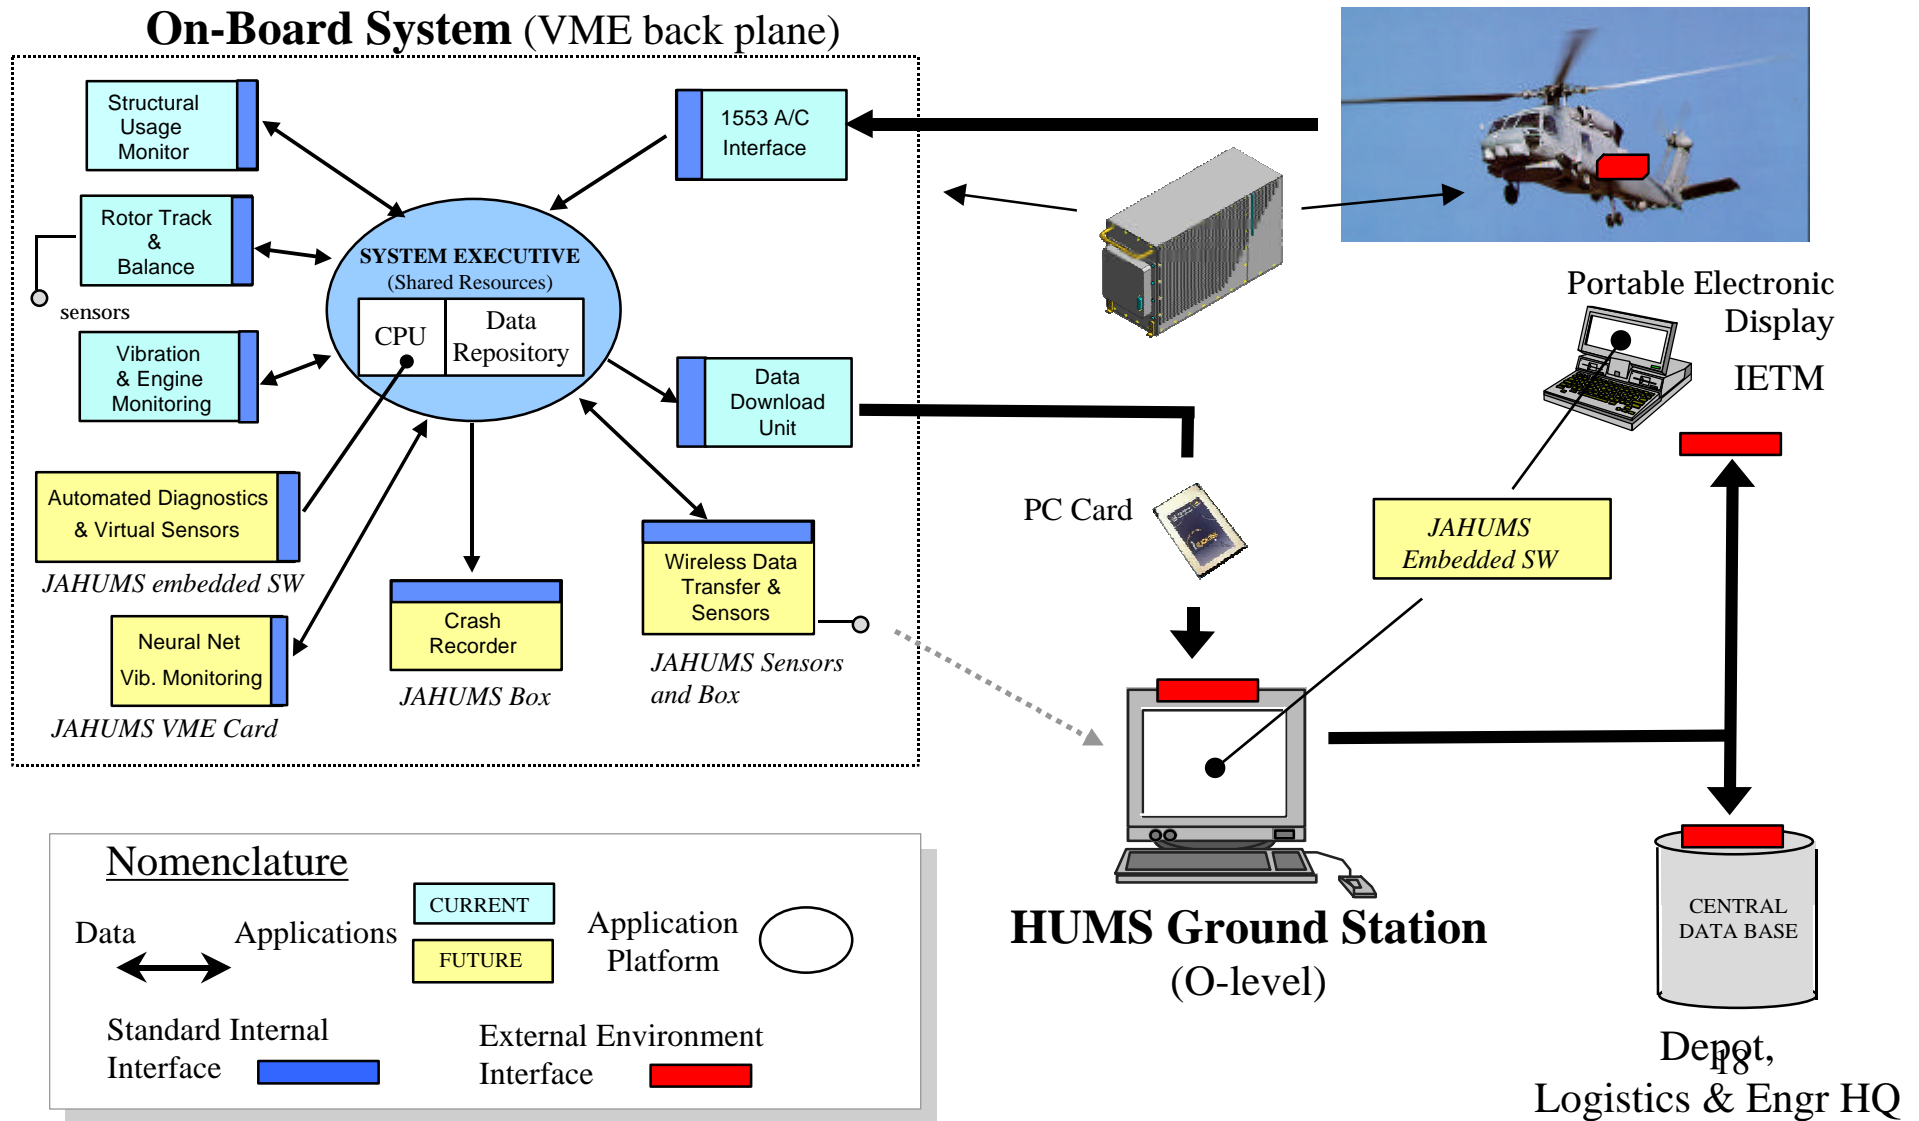 On-Board System (VME back plane)
Structural
Usage
Monitor
1553 A/C
Interface
Rotor Track
&
Balance
sensors
SYSTEM EXECUTIVE
(Shared Resources)
CPU
Data
Repository
Vibration
& Engine
Monitoring
Data
Download
Unit
Automated Diagnostics
& Virtual Sensors
JAHUMS embedded SW
Neural Net
Vib. Monitoring
JAHUMS VME Card
Crash
Recorder
JAHUMS Box
Wireless Data
Transfer &
Sensors
JAHUMS Sensors
and Box
PC Card
Portable Electronic
Display
IETM
JAHUMS
Embedded SW
HUMS Ground Station
(O-level)
CENTRAL
DATA BASE
Depot,
18
Logistics & Engr HQ
Nomenclature
Data
Applications
CURRENT
FUTURE
Application
Platform
Standard Internal
Interface
External Environment
Interface